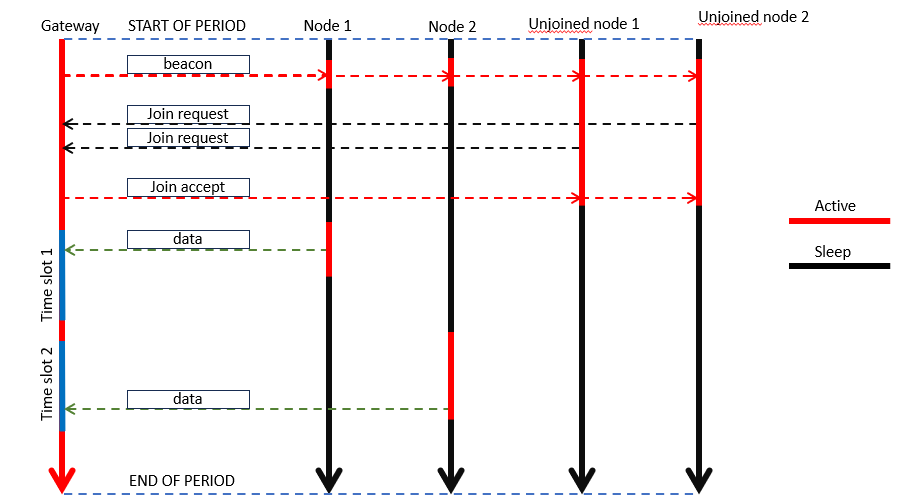 Gateway START OF PERIOD Node 1 Node 2 Unjoined node 1 Unjoined node 2
beacon
Join request
Join request
Join accept
Active
data
Sleep
Time slot 1
Time slot 2
data
END OF PERIOD